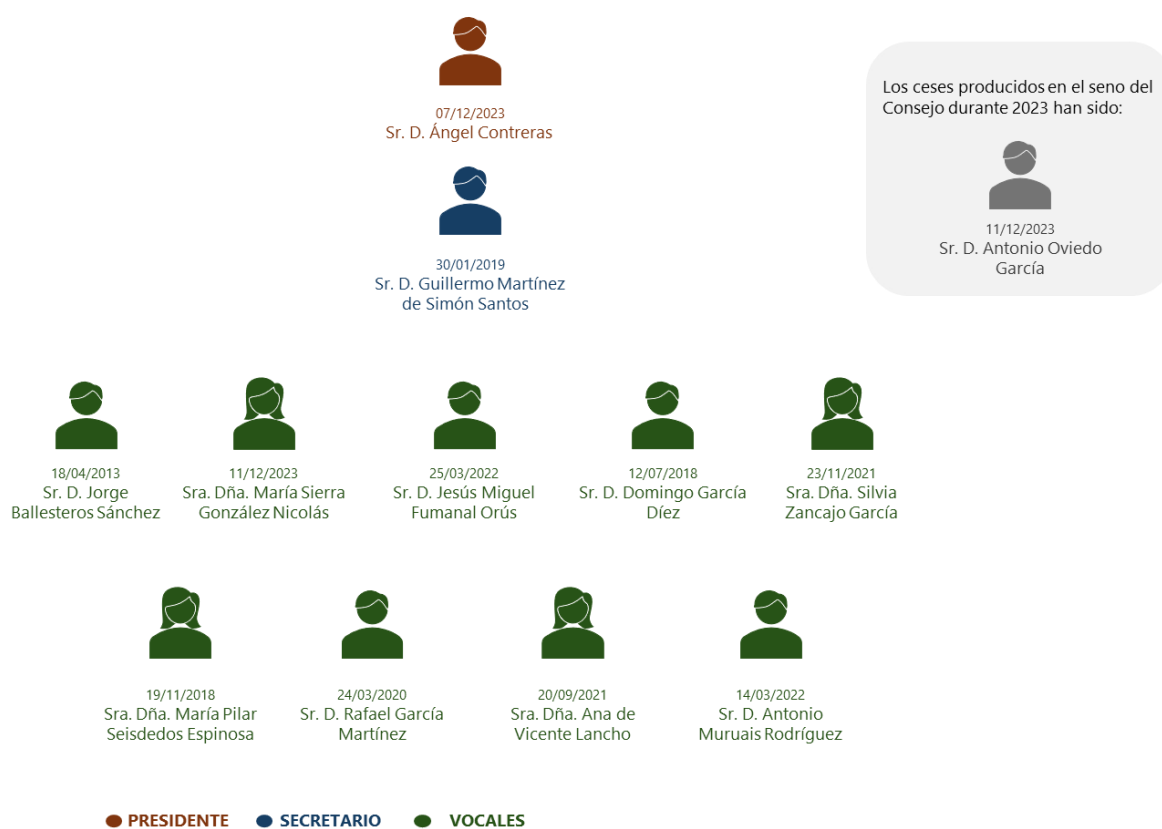 07/12/2023
Sr. D. Ángel Contreras
Los ceses producidos en el seno del
Consejo durante 2023 han sido:
11/12/2023
Sr. D. Antonio Oviedo
García
30/01/2019
Sr. D. Guillermo Martínez
de Simón Santos
18/04/2013
Sr. D. Jorge
Ballesteros Sánchez
11/12/2023
Sra. Dña. María Sierra
González Nicolás
25/03/2022
Sr. D. Jesús Miguel
Fumanal Orús
12/07/2018
Sr. D. Domingo García
Díez
23/11/2021
Sra. Dña. Silvia
Zancajo García
19/11/2018
Sra. Dña. María Pilar
Seisdedos Espinosa
24/03/2020
Sr. D. Rafael García
Martínez
20/09/2021
Sra. Dña. Ana de
Vicente Lancho
14/03/2022
Sr. D. Antonio
Muruais Rodríguez
PRESIDENTE
SECRETARIO
VOCALES